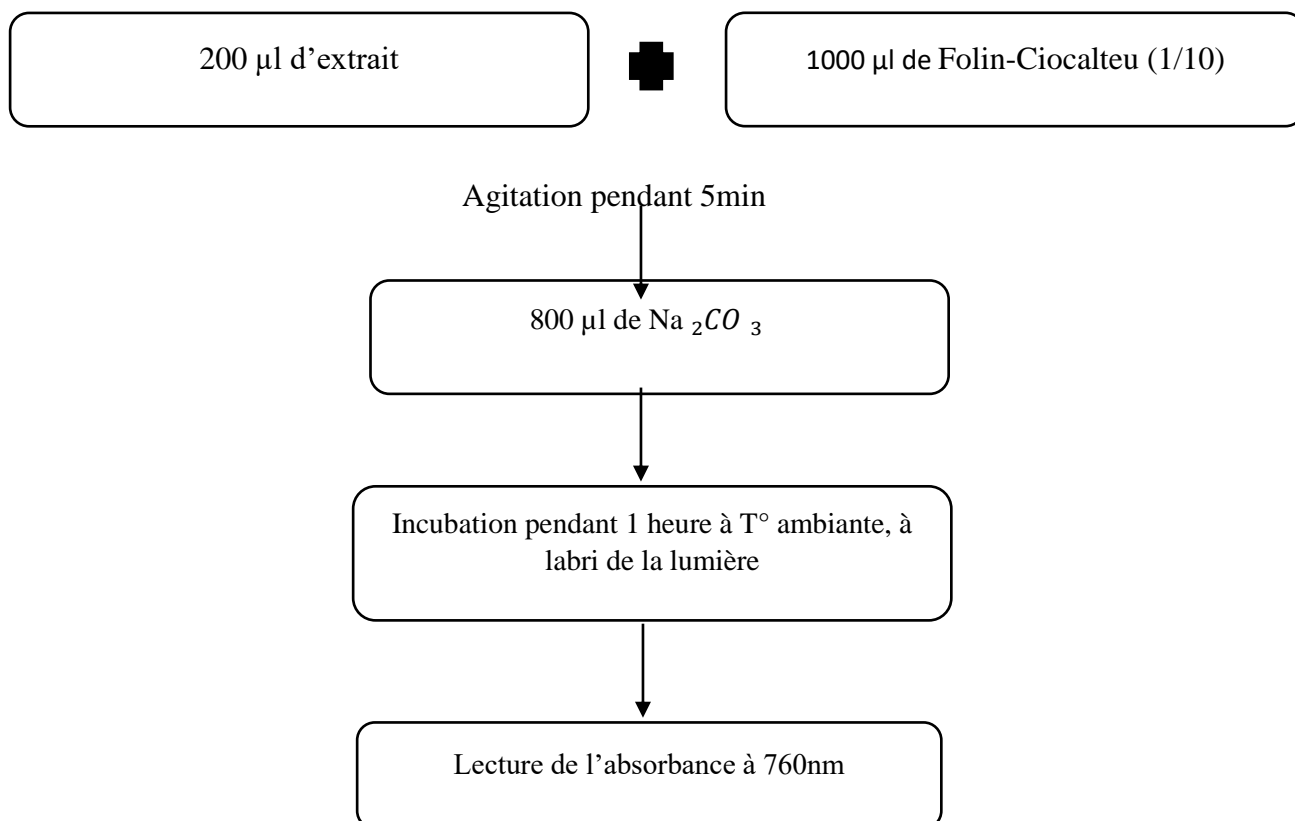 200 µl d’extrait
1000 µl de Folin-Ciocalteu (1/10)
Agitation pendant 5min
800 µl de Na ₂CO ₃
Incubation pendant 1 heure à T° ambiante, à
labri de la lumière
Lecture de l’absorbance à 760nm